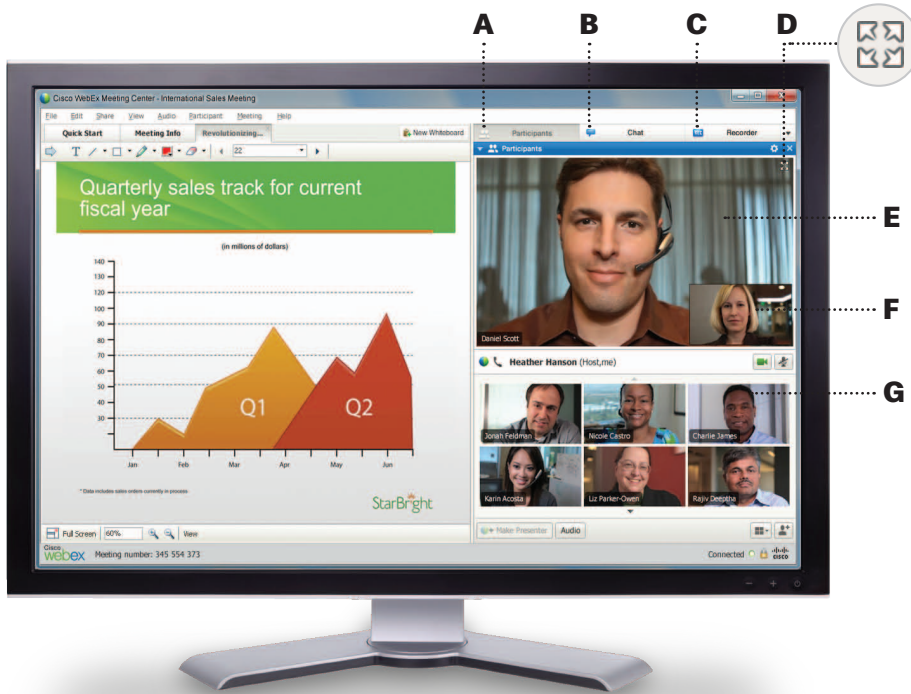 A B C D
Cisco WebEx Meeting Center - International Sales Meeting
File Edit Share View Audio Participant Meeting Help
Quick Start Meeting Info Revolutionizing... New Whiteboard
T 22
Participants Chat Recorder
Participants
Quarterly sales track for current
fiscal year
(in millions of dollars)
140
130
120
100
90
80
70
60
50
40
30
Q1 Q2
Jan Feb Mar Apr May Jun
* Data includes sales orders currently in process
StarBright
E
F
Daniel Scott
Heather Hanson (Host,me)
G
Jonah Feldman Nicole Castro Charlie James
Karin Acosta Liz Parker-Owen Rajiv Deeptha
Make Presenter Audio
Full Screen 60% View
Cisco
webex Meeting number: 345 554 373
Connected
CISCO